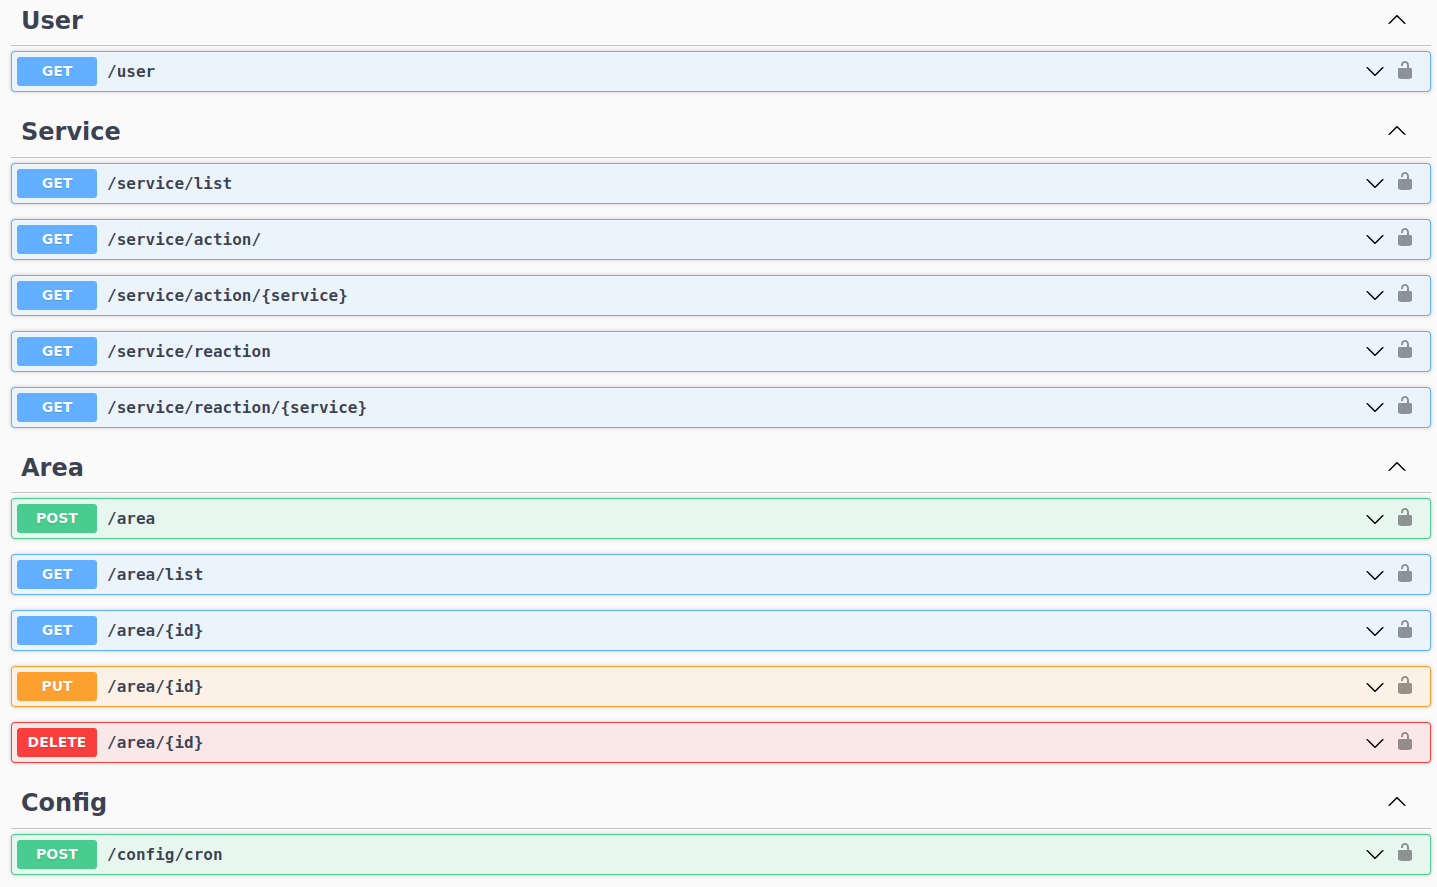 User
GET /user
Service
GET /service/list
GET /service/action/
GET /service/action/{service}
GET /service/reaction
GET /service/reaction/{service}
Area
POST /area
GET /area/list
GET /area/{id}
PUT /area/{id}
DELETE /area/{id}
Config
POST /config/cron